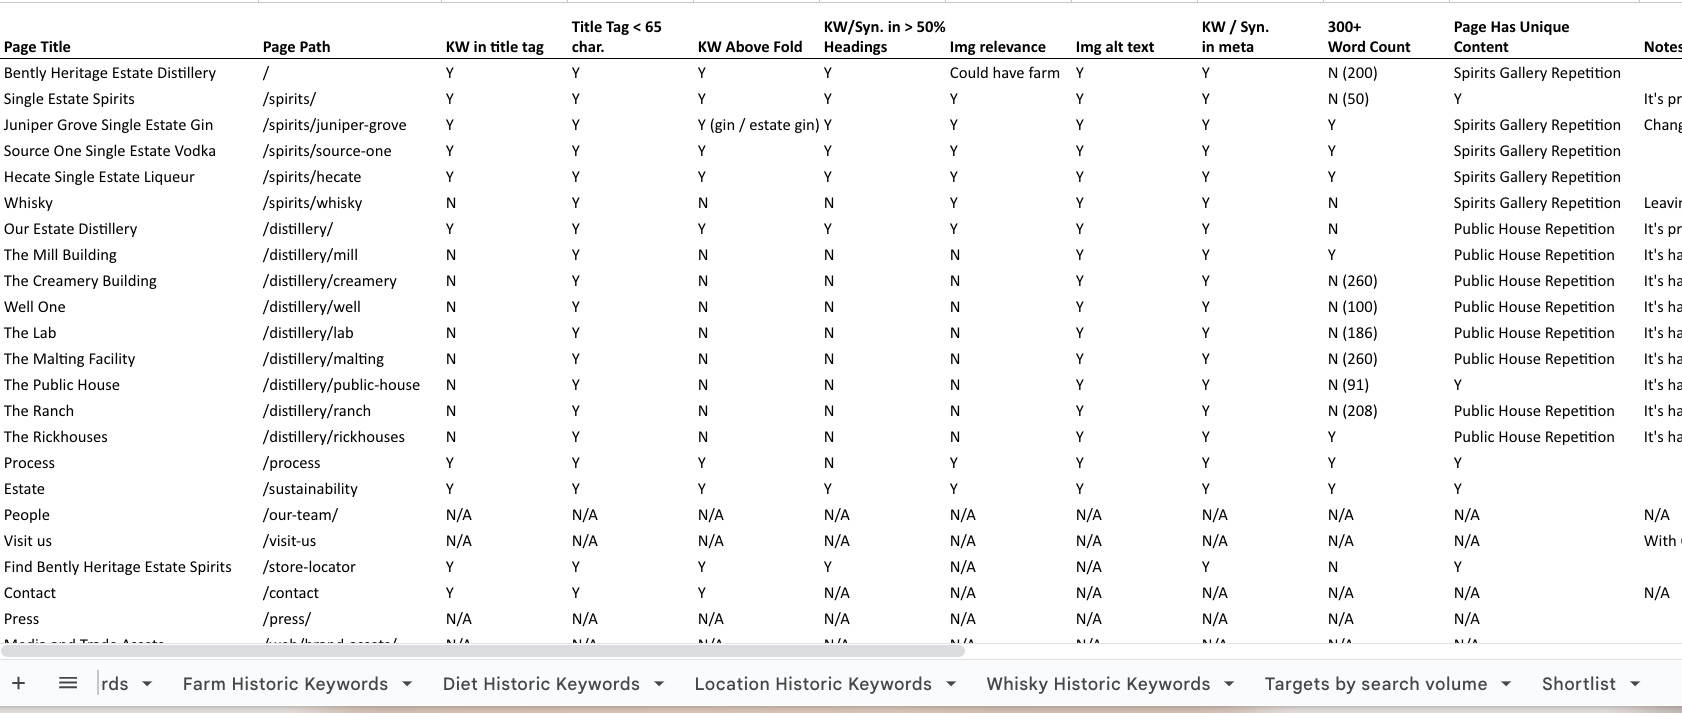 Page Title Page Path KW in title tag Title Tag < 65 char. KW Above Fold KW/Syn. in > 50% Headings Img relevance Img alt text KW / Syn. in meta 300+ Word Count Page Has Unique Content Notes
Bently Heritage Estate Distillery / Y Y Y Y Could have farm Y Y N (200) Spirits Gallery Repetition
Single Estate Spirits /spirits/ Y Y Y Y Y Y Y N (50) Y It's pr
Juniper Grove Single Estate Gin /spirits/juniper-grove Y Y Y (gin / estate gin) Y Y Y Y Y Spirits Gallery Repetition Chang
Source One Single Estate Vodka /spirits/source-one Y Y Y Y Y Y Y Y Spirits Gallery Repetition
Hecate Single Estate Liqueur /spirits/hecate Y Y Y Y Y Y Y Y Spirits Gallery Repetition
Whisky /spirits/whisky N Y N N Y Y Y N Spirits Gallery Repetition Leavin
Our Estate Distillery /distillery/ Y Y Y Y Y Y Y N Public House Repetition It's pr
The Mill Building /distillery/mill N Y N N N Y Y Y Public House Repetition It's ha
The Creamery Building /distillery/creamery N Y N N N Y Y N (260) Public House Repetition It's ha
Well One /distillery/well N Y N N N Y Y N (100) Public House Repetition It's ha
The Lab /distillery/lab N Y N N N Y Y N (186) Public House Repetition It's ha
The Malting Facility /distillery/malting N Y N N N Y Y N (260) Public House Repetition It's ha
The Public House /distillery/public-house N Y N N N Y Y N (91) Y It's ha
The Ranch /distillery/ranch N Y N N N Y Y N (208) Public House Repetition It's ha
The Rickhouses /distillery/rickhouses N Y N N N Y Y Y Public House Repetition It's ha
Process /process Y Y Y N Y Y Y Y Y
Estate /sustainability Y Y Y Y Y Y Y Y Y
People /our-team/ N/A N/A N/A N/A N/A N/A N/A N/A N/A N/A
Visit us /visit-us N/A N/A N/A N/A N/A N/A N/A N/A N/A With
Find Bently Heritage Estate Spirits /store-locator Y Y Y Y N/A N/A Y N Y
Contact /contact Y Y Y N/A N/A N/A N/A N/A N/A N/A
Press /press/ N/A N/A N/A N/A N/A N/A N/A N/A N/A
Media and Trade Assets /web/brand-assets/ N/A N/A N/A N/A N/A N/A N/A N/A N/A
rds Farm Historic Keywords Diet Historic Keywords Location Historic Keywords Whisky Historic Keywords Targets by search volume Shortlist